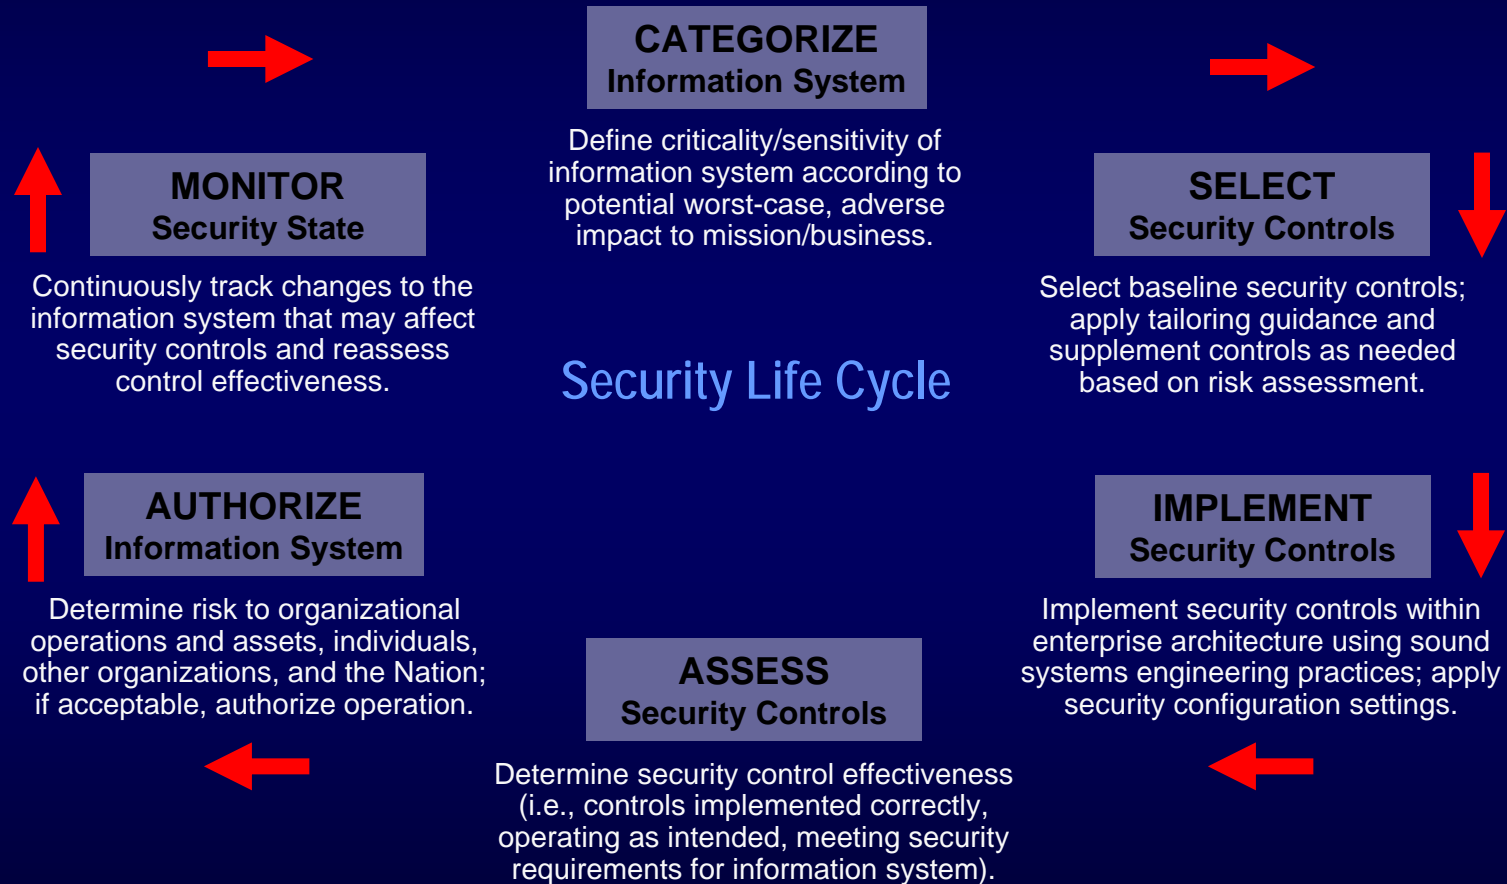 CATEGORIZE
Information System
Define criticality/sensitivity of
information system according to
potential worst-case, adverse
impact to mission/business.
MONITOR
Security State
Continuously track changes to the
information system that may affect
security controls and reassess
control effectiveness.
SELECT
Security Controls
Select baseline security controls;
apply tailoring guidance and
supplement controls as needed
based on risk assessment.
Security Life Cycle
AUTHORIZE
Information System
Determine risk to organizational
operations and assets, individuals,
other organizations, and the Nation;
if acceptable, authorize operation.
IMPLEMENT
Security Controls
Implement security controls within
enterprise architecture using sound
systems engineering practices; apply
security configuration settings.
ASSESS
Security Controls
Determine security control effectiveness
(i.e., controls implemented correctly,
operating as intended, meeting security
requirements for information system).